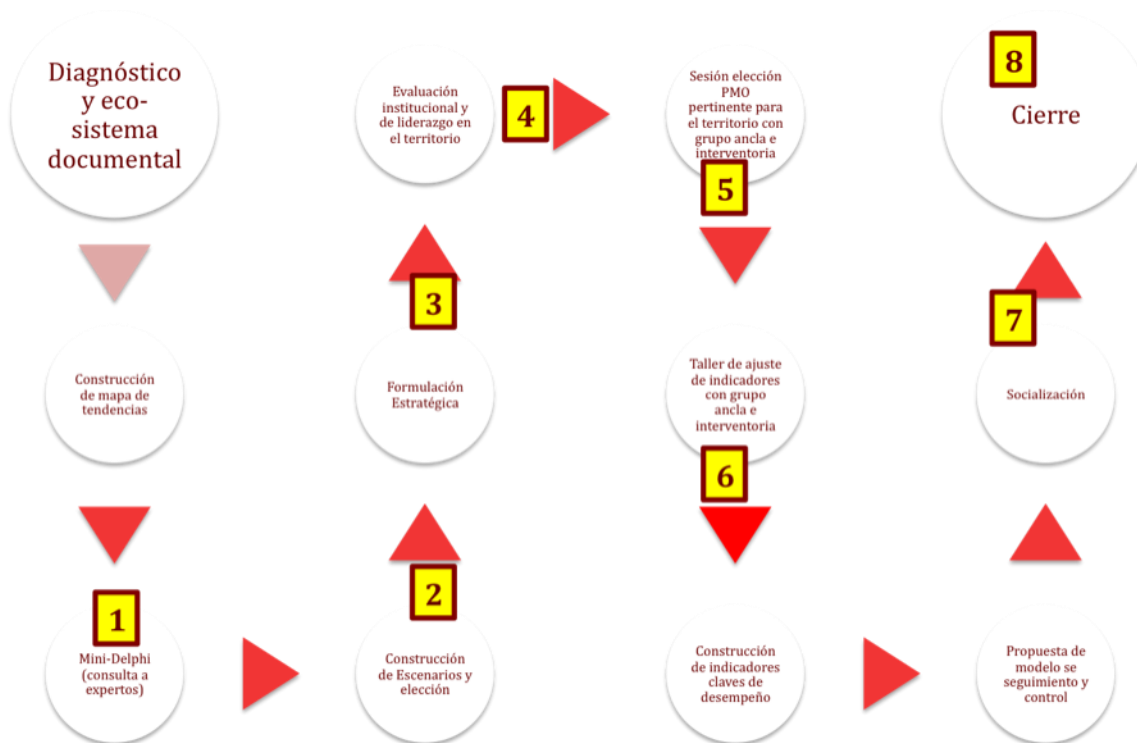 Diagnóstico
y eco-
sistema
documental
Construcción
de mapa de
tendencias
1
Mini-Delphi
(consulta a
expertos)
2
Construcción
de Escenarios y
elección
3
Formulación
Estratégica
Evaluación
institucional y
de liderazgo en
el territorio
4
Sesión elección
PMO
pertinente para
el territorio con
grupo ancla e
interventoria
5
Taller de ajuste
de indicadores
con grupo
ancla e
interventoria
6
Construcción
de indicadores
claves de
desempeño
Propuesta de
modelo se
seguimiento y
control
7
Socialización
8
Cierre